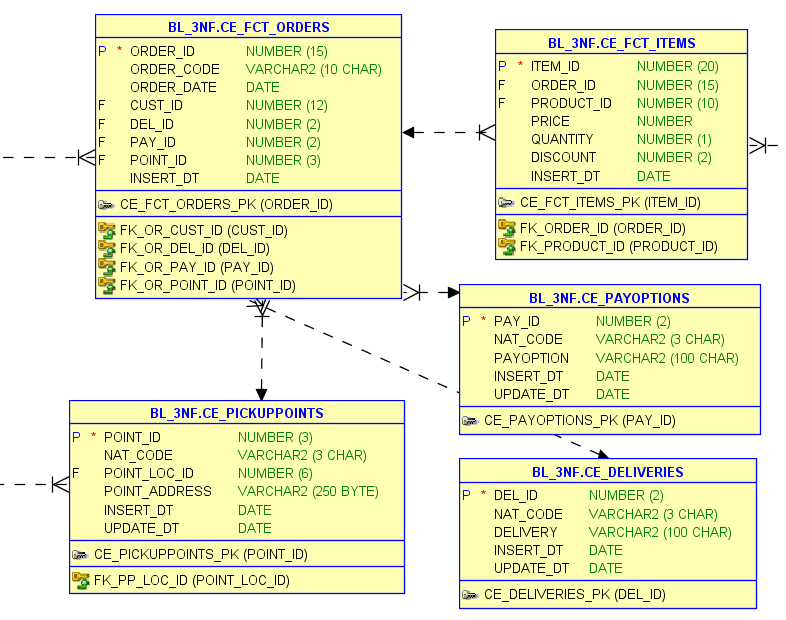 BL_3NF.CE_FCT_ORDERS
P * ORDER_ID NUMBER (15)
ORDER_CODE VARCHAR2 (10 CHAR)
ORDER_DATE DATE
F CUST_ID NUMBER (12)
F DEL_ID NUMBER (2)
F PAY_ID NUMBER (2)
F POINT_ID NUMBER (3)
INSERT_DT DATE
CE_FCT_ORDERS_PK (ORDER_ID)
FK_OR_CUST_ID (CUST_ID)
FK_OR_DEL_ID (DEL_ID)
FK_OR_PAY_ID (PAY_ID)
FK_OR_POINT_ID (POINT_ID)
BL_3NF.CE_FCT_ITEMS
P * ITEM_ID NUMBER (20)
F ORDER_ID NUMBER (15)
F PRODUCT_ID NUMBER (10)
PRICE NUMBER
QUANTITY NUMBER (1)
DISCOUNT NUMBER (2)
INSERT_DT DATE
CE_FCT_ITEMS_PK (ITEM_ID)
FK_ORDER_ID (ORDER_ID)
FK_PRODUCT_ID (PRODUCT_ID)
BL_3NF.CE_PAYOPTIONS
P * PAY_ID NUMBER (2)
NAT_CODE VARCHAR2 (3 CHAR)
PAYOPTION VARCHAR2 (100 CHAR)
INSERT_DT DATE
UPDATE_DT DATE
CE_PAYOPTIONS_PK (PAY_ID)
BL_3NF.CE_PICKUPPOINTS
P * POINT_ID NUMBER (3)
NAT_CODE VARCHAR2 (3 CHAR)
F POINT_LOC_ID NUMBER (6)
POINT_ADDRESS VARCHAR2 (250 BYTE)
INSERT_DT DATE
UPDATE_DT DATE
CE_PICKUPPOINTS_PK (POINT_ID)
FK_PP_LOC_ID (POINT_LOC_ID)
BL_3NF.CE_DELIVERIES
P * DEL_ID NUMBER (2)
NAT_CODE VARCHAR2 (3 CHAR)
DELIVERY VARCHAR2 (100 CHAR)
INSERT_DT DATE
UPDATE_DT DATE
CE_DELIVERIES_PK (DEL_ID)